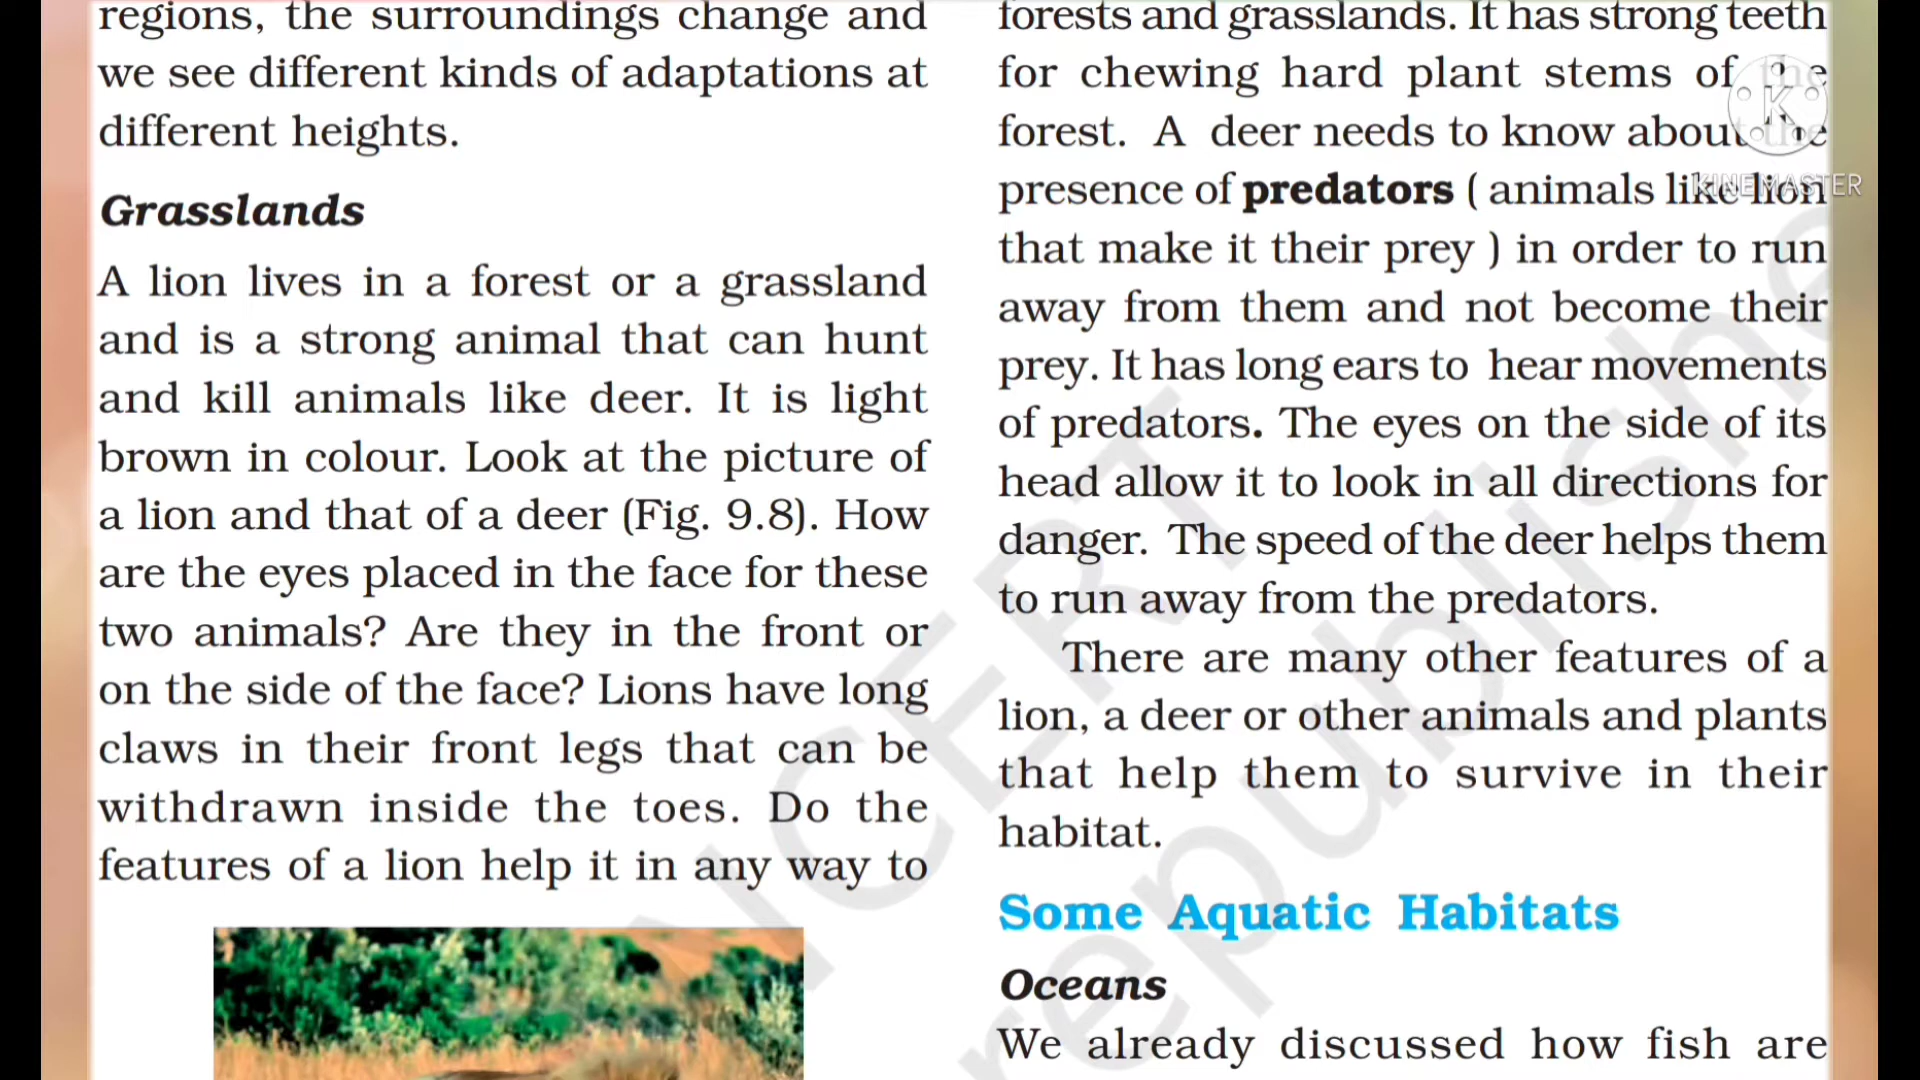 regions, the surroundings change and
we see different kinds of adaptations at
different heights.
Grasslands
A lion lives in a forest or a grassland
and is a strong animal that can hunt
and kill animals like deer. It is light
brown in colour. Look at the picture of
a lion and that of a deer (Fig. 9.8). How
are the eyes placed in the face for these
two animals? Are they in the front or
on the side of the face? Lions have long
claws in their front legs that can be
withdrawn inside the toes. Do the
features of a lion help it in any way to
forests and grasslands. It has strong teeth
for chewing hard plant stems of the
forest. A deer needs to know about the
presence of predators ( animals like lion
that make it their prey ) in order to run
away from them and not become their
prey. It has long ears to hear movements
of predators. The eyes on the side of its
head allow it to look in all directions for
danger. The speed of the deer helps them
to run away from the predators.
There are many other features of a
lion, a deer or other animals and plants
that help them to survive in their
habitat.
Some Aquatic Habitats
Oceans
We already discussed how fish are
K
KINEMASTER
NCERT
republishe